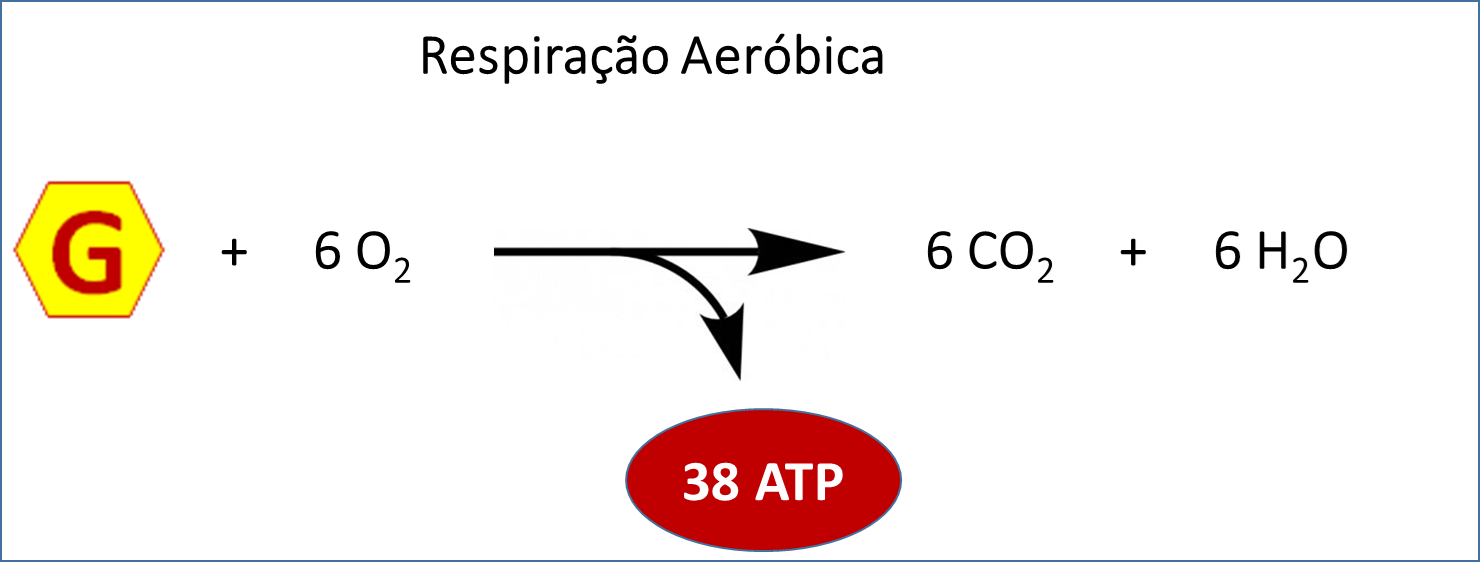 Respiração Aeróbica
G + 6 O₂ 6 CO₂ + 6 H₂O
38 ATP